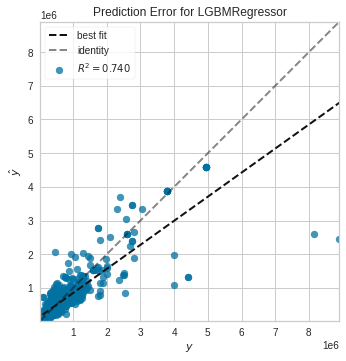 Prediction Error for LGBMRegressor
1e6
best fit
identity
R² = 0.740
8
7
6
5
4
3
2
1
ŷ
1 2 3 4 5 6 7 8
1e6
y